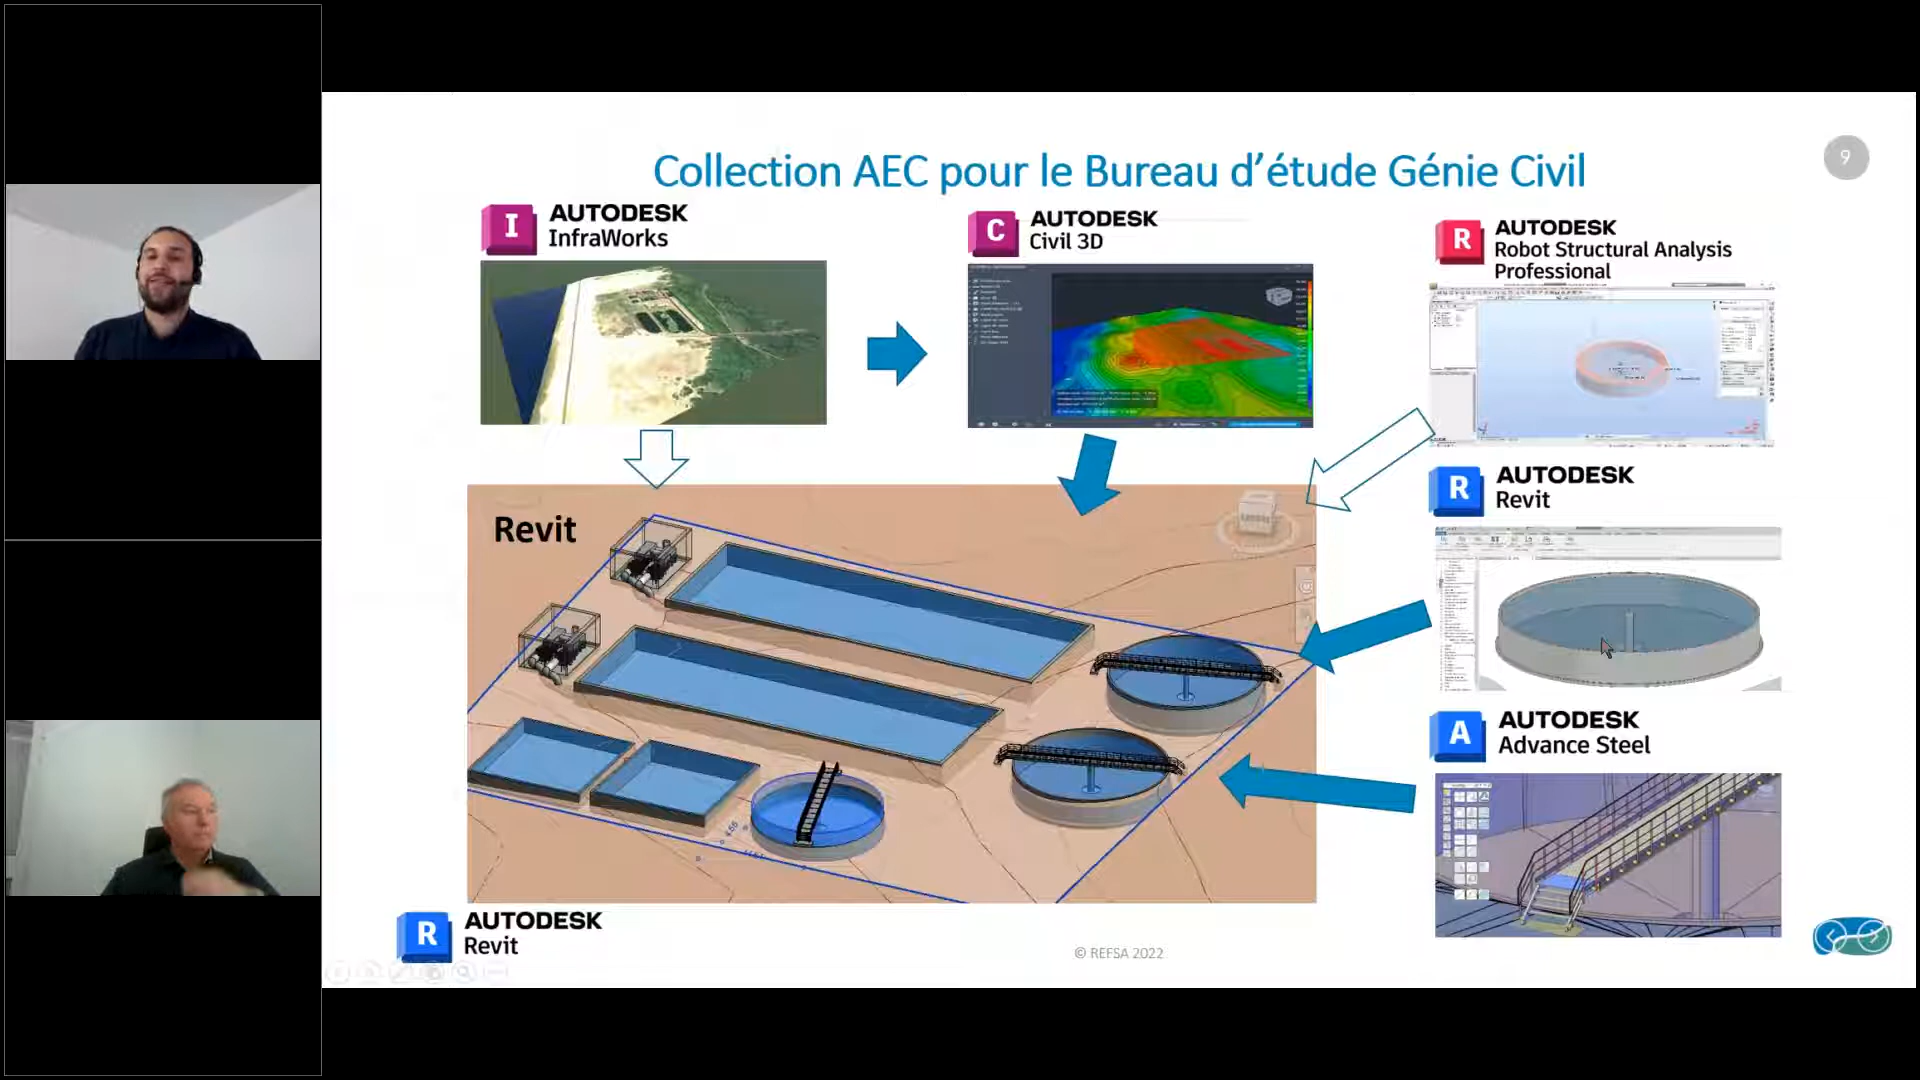 Collection AEC pour le Bureau d’étude Génie Civil
9
I
AUTODESK
InfraWorks
C
AUTODESK
Civil 3D
R
AUTODESK
Robot Structural Analysis
Professional
R
AUTODESK
Revit
Revit
A
AUTODESK
Advance Steel
R
AUTODESK
Revit
© REFSA 2022